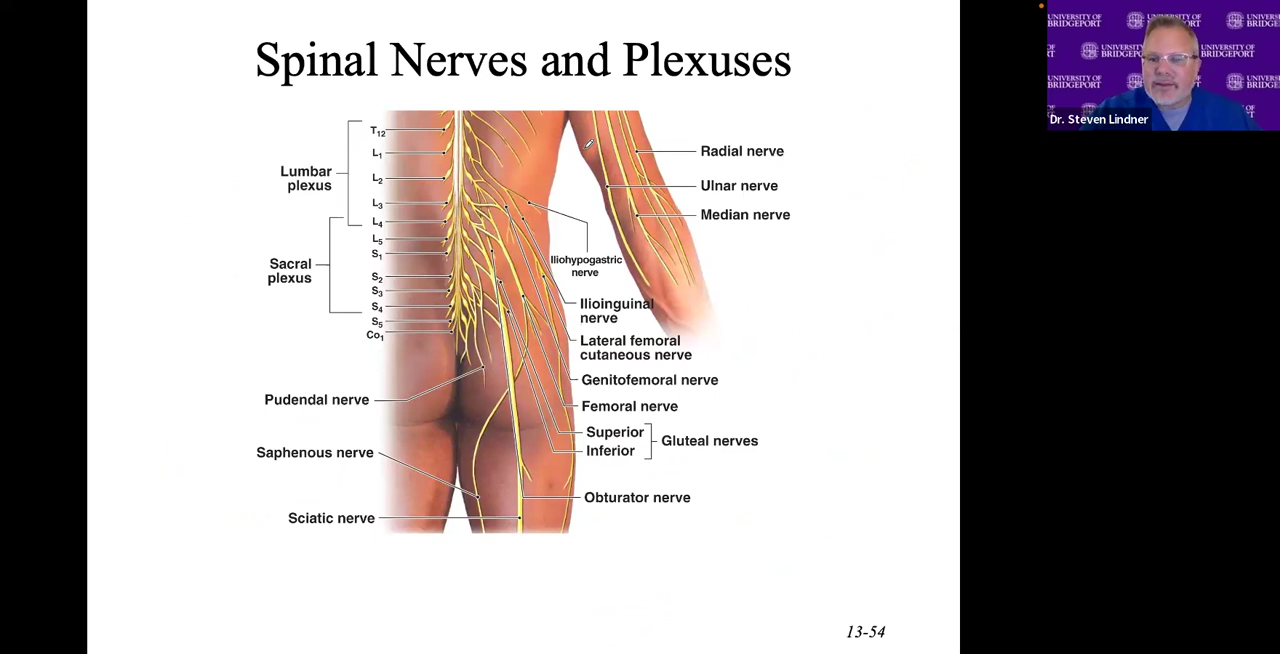 Spinal Nerves and Plexuses
T12
L1
L2
L3
L4
L5
S1
S2
S3
S4
S5
Co1
Lumbar
plexus
Sacral
plexus
Radial nerve
Ulnar nerve
Median nerve
Iliohypogastric
nerve
Ilioinguinal
nerve
Lateral femoral
cutaneous nerve
Genitofemoral nerve
Femoral nerve
Superior
Inferior
Gluteal nerves
Obturator nerve
Pudendal nerve
Saphenous nerve
Sciatic nerve
13-54
UNIVERSITY OF
BRIDGEPORT
UNIVERSITY OF
BRIDGEPORT
Dr. Steven Lindner